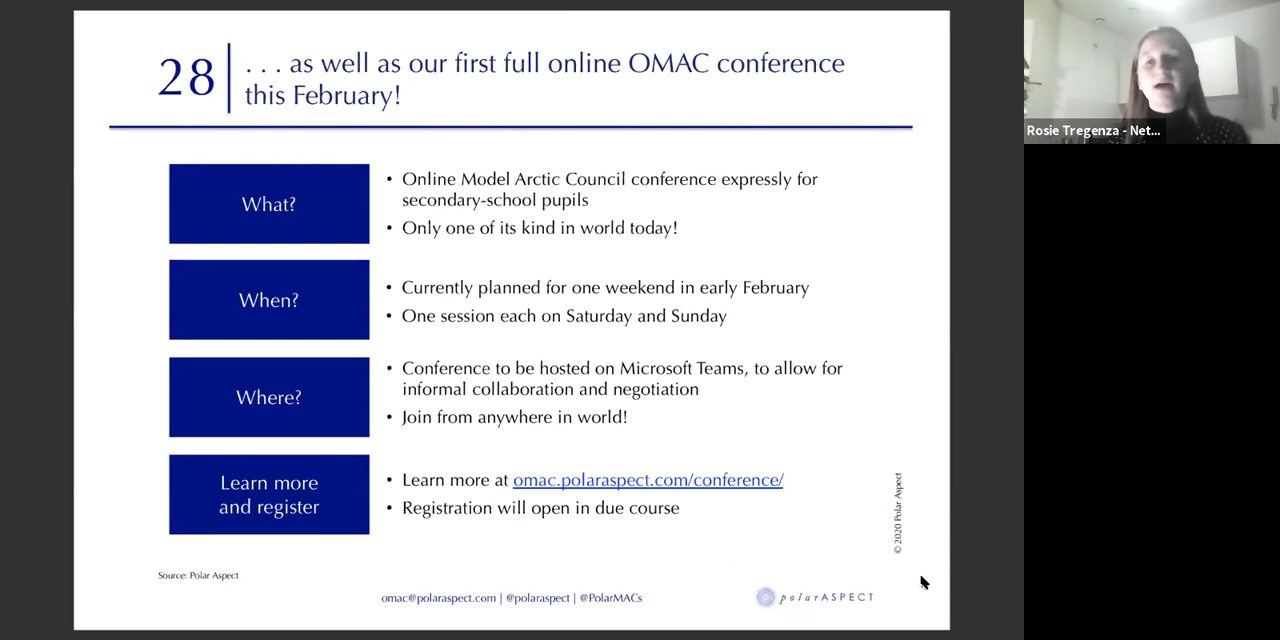 28
. . . as well as our first full online OMAC conference
this February!
What?
• Online Model Arctic Council conference expressly for
secondary-school pupils
• Only one of its kind in world today!
When?
• Currently planned for one weekend in early February
• One session each on Saturday and Sunday
Where?
• Conference to be hosted on Microsoft Teams, to allow for
informal collaboration and negotiation
• Join from anywhere in world!
Learn more
and register
• Learn more at omac.polaraspect.com/conference/
• Registration will open in due course
© 2020 Polar Aspect
Source: Polar Aspect
omac@polaraspect.com | @polaraspect | @PolarMACs
polarASPECT
Rosie Tregenza - Net...